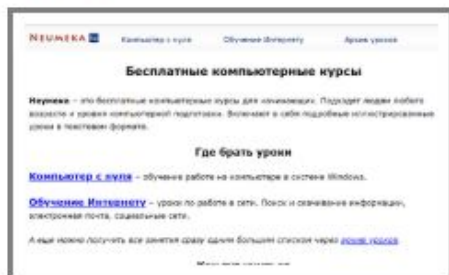 NEUMEKA
Компьютер с нуля Обучение Интернету Архив уроков
Бесплатные компьютерные курсы
Неумека – это бесплатные компьютерные курсы для начинающих. Подходят людям любого
возраста и уровня компьютерной подготовки. Включают в себя подробные иллюстрированные
уроки в текстовом формате.
Где брать уроки
Компьютер с нуля – обучение работе на компьютере в системе Windows.
Обучение Интернету – уроки по работе в сети. Поиск и скачивание информации,
электронная почта, социальные сети.
А еще можно получить все занятия сразу одним большим списком через архив уроков.